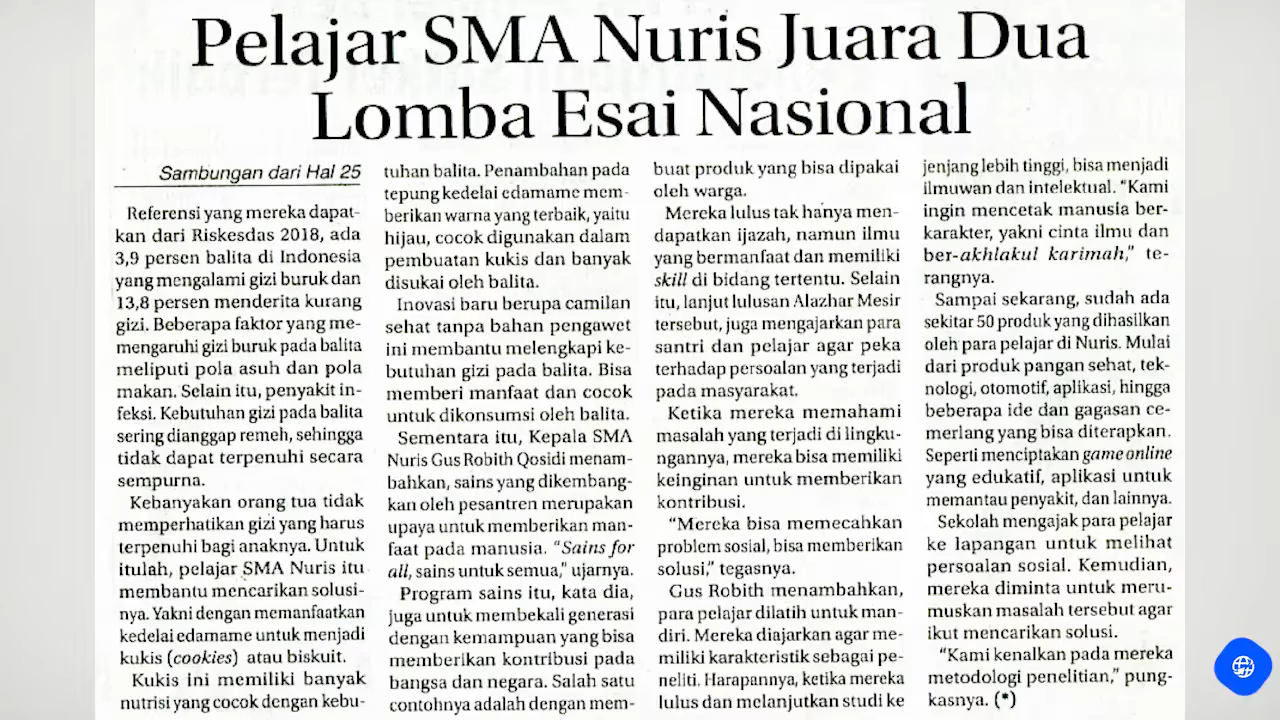 Pelajar SMA Nuris Juara Dua
Lomba Esai Nasional
Sambungan dari Hal 25
Referensi yang mereka dapat-
kan dari Riskesdas 2018, ada
3,9 persen balita di Indonesia
yang mengalami gizi buruk dan
13,8 persen menderita kurang
gizi. Beberapa faktor yang me-
mengaruhi gizi buruk pada balita
meliputi pola asuh dan pola
makan. Selain itu, penyakit in-
feksi. Kebutuhan gizi pada balita
sering dianggap remeh, sehingga
tidak dapat terpenuhi secara
sempurna.
Kebanyakan orang tua tidak
memperhatikan gizi yang harus
terpenuhi bagi anaknya. Untuk
itulah, pelajar SMA Nuris itu
membantu mencarikan solusi-
nya. Yakni dengan memanfaatkan
kedelai edamame untuk menjadi
kukis (cookies) atau biskuit.
Kukis ini memiliki banyak
nutrisi yang cocok dengan kebu-
tuhan balita. Penambahan pada
tepung kedelai edamame mem-
berikan warna yang terbaik, yaitu
hijau, cocok digunakan dalam
pembuatan kukis dan banyak
disukai oleh balita.
Inovasi baru berupa camilan
sehat tanpa bahan pengawet
ini membantu melengkapi ke-
butuhan gizi pada balita. Bisa
memberi manfaat dan cocok
untuk dikonsumsi oleh balita.
Sementara itu, Kepala SMA
Nuris Gus Robith Qosidi menam-
bahkan, sains yang dikembang-
kan oleh pesantren merupakan
upaya untuk memberikan man-
faat pada manusia. “Sains for
all, sains untuk semua,” ujarnya.
Program sains itu, kata dia,
juga untuk membekali generasi
dengan kemampuan yang bisa
memberikan kontribusi pada
bangsa dan negara. Salah satu
contohnya adalah dengan mem-
buat produk yang bisa dipakai
oleh warga.
Mereka lulus tak hanya men-
dapatkan ijazah, namun ilmu
yang bermanfaat dan memiliki
skill di bidang tertentu. Selain
itu, lanjut lulusan Alazhar Mesir
tersebut, juga mengajarkan para
santri dan pelajar agar peka
terhadap persoalan yang terjadi
pada masyarakat.
Ketika mereka memahami
masalah yang terjadi di lingku-
ngannya, mereka bisa memiliki
keinginan untuk memberikan
kontribusi.
“Mereka bisa memecahkan
problem sosial, bisa memberikan
solusi,” tegasnya.
Gus Robith menambahkan,
para pelajar dilatih untuk man-
diri. Mereka diajarkan agar me-
miliki karakteristik sebagai pe-
neliti. Harapannya, ketika mereka
lulus dan melanjutkan studi ke
jenjang lebih tinggi, bisa menjadi
ilmuwan dan intelektual. “Kami
ingin mencetak manusia ber-
karakter, yakni cinta ilmu dan
ber-akhlakul karimah,” te-
rangnya.
Sampai sekarang, sudah ada
sekitar 50 produk yang dihasilkan
oleh para pelajar di Nuris. Mulai
dari produk pangan sehat, tek-
nologi, otomotif, aplikasi, hingga
beberapa ide dan gagasan ce-
merlang yang bisa diterapkan.
Seperti menciptakan game online
yang edukatif, aplikasi untuk
memantau penyakit, dan lainnya.
Sekolah mengajak para pelajar
ke lapangan untuk melihat
persoalan sosial. Kemudian,
mereka diminta untuk meru-
muskan masalah tersebut agar
ikut mencarikan solusi.
“Kami kenalkan pada mereka
metodologi penelitian,” pung-
kasnya. (*)